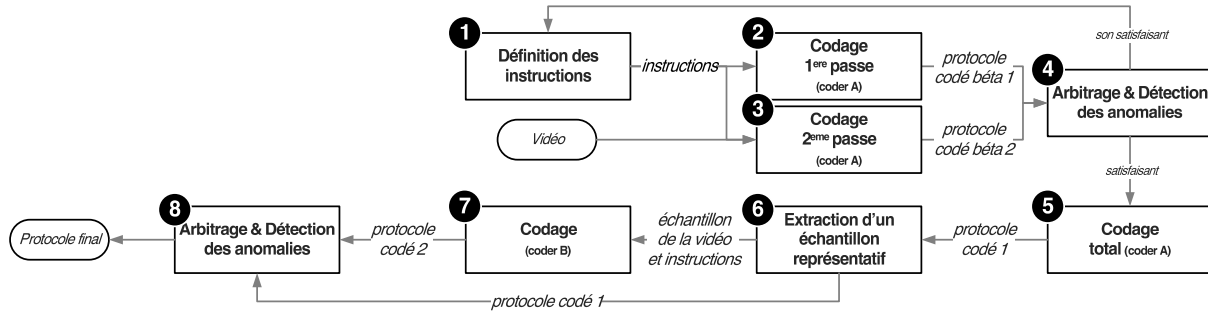 1
Définition des
instructions
instructions
2
Codage
1ere passe
(coder A)
protocole
codé béta 1
son satisfaisant
4
Arbitrage & Détection
des anomalies
3
Codage
2eme passe
(coder A)
protocole
codé béta 2
Vidéo
satisfaisant
8
Arbitrage & Détection
des anomalies
Protocole final
protocole
codé 2
7
Codage
(coder B)
échantillon
de la vidéo
et instructions
6
Extraction d'un
échantillon
représentatif
protocole
codé 1
5
Codage
total (coder A)
protocole codé 1